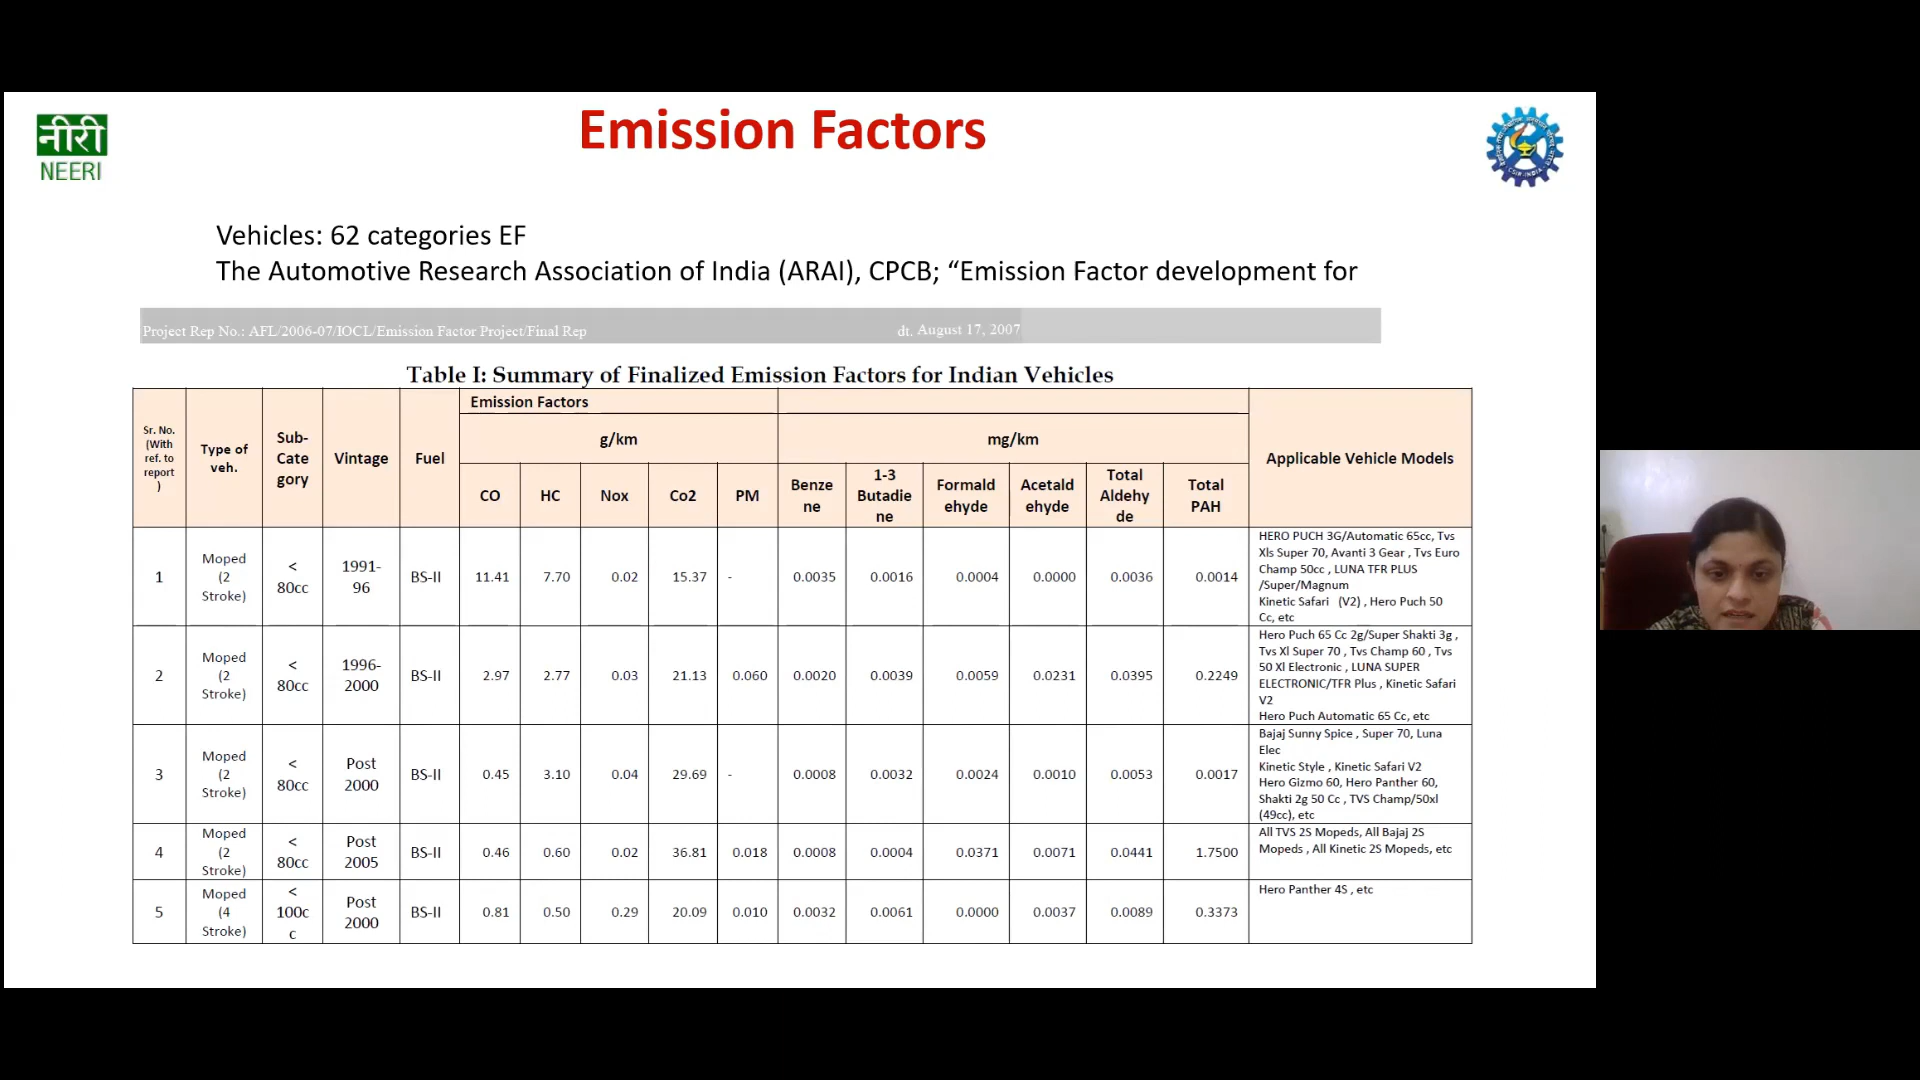 नीरी
NEERI
Emission Factors
CSIR-INDIA
Vehicles: 62 categories EF
The Automotive Research Association of India (ARAI), CPCB; “Emission Factor development for
Project Rep No.: AFL/2006-07/IOCL/Emission Factor Project/Final Rep dt. August 17, 2007
Table I: Summary of Finalized Emission Factors for Indian Vehicles
Sr. No.
(With
ref. to
report
)
Type of
veh.
Sub-
Cate
gory
Vintage
Fuel
Emission Factors
g/km
mg/km
CO
HC
Nox
Co2
PM
Benze
ne
1-3
Butadie
ne
Formald
ehyde
Acetald
ehyde
Total
Aldehy
de
Total
PAH
Applicable Vehicle Models
1
Moped
(2
Stroke)
<
80cc
1991-
96
BS-II
11.41
7.70
0.02
15.37
-
0.0035
0.0016
0.0004
0.0000
0.0036
0.0014
HERO PUCH 3G/Automatic 65cc, Tvs
Xls Super 70, Avanti 3 Gear , Tvs Euro
Champ 50cc , LUNA TFR PLUS
/Super/Magnum
Kinetic Safari (V2) , Hero Puch 50
Cc, etc
2
Moped
(2
Stroke)
<
80cc
1996-
2000
BS-II
2.97
2.77
0.03
21.13
0.060
0.0020
0.0039
0.0059
0.0231
0.0395
0.2249
Hero Puch 65 Cc 2g/Super Shakti 3g ,
Tvs Xl Super 70 , Tvs Champ 60 , Tvs
50 Xl Electronic , LUNA SUPER
ELECTRONIC/TFR Plus , Kinetic Safari
V2
Hero Puch Automatic 65 Cc, etc
3
Moped
(2
Stroke)
<
80cc
Post
2000
BS-II
0.45
3.10
0.04
29.69
-
0.0008
0.0032
0.0024
0.0010
0.0053
0.0017
Bajaj Sunny Spice , Super 70, Luna
Elec
Kinetic Style , Kinetic Safari V2
Hero Gizmo 60, Hero Panther 60,
Shakti 2g 50 Cc , TVS Champ/50xl
(49cc), etc
4
Moped
(2
Stroke)
<
80cc
Post
2005
BS-II
0.46
0.60
0.02
36.81
0.018
0.0008
0.0004
0.0371
0.0071
0.0441
1.7500
All TVS 2S Mopeds, All Bajaj 2S
Mopeds , All Kinetic 2S Mopeds, etc
5
Moped
(4
Stroke)
<
100c
c
Post
2000
BS-II
0.81
0.50
0.29
20.09
0.010
0.0032
0.0061
0.0000
0.0037
0.0089
0.3373
Hero Panther 4S , etc